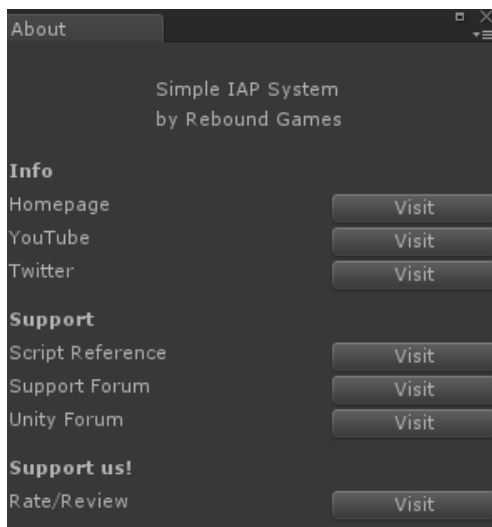 About
Simple IAP System
by Rebound Games
Info
Homepage Visit
YouTube Visit
Twitter Visit
Support
Script Reference Visit
Support Forum Visit
Unity Forum Visit
Support us!
Rate/Review Visit